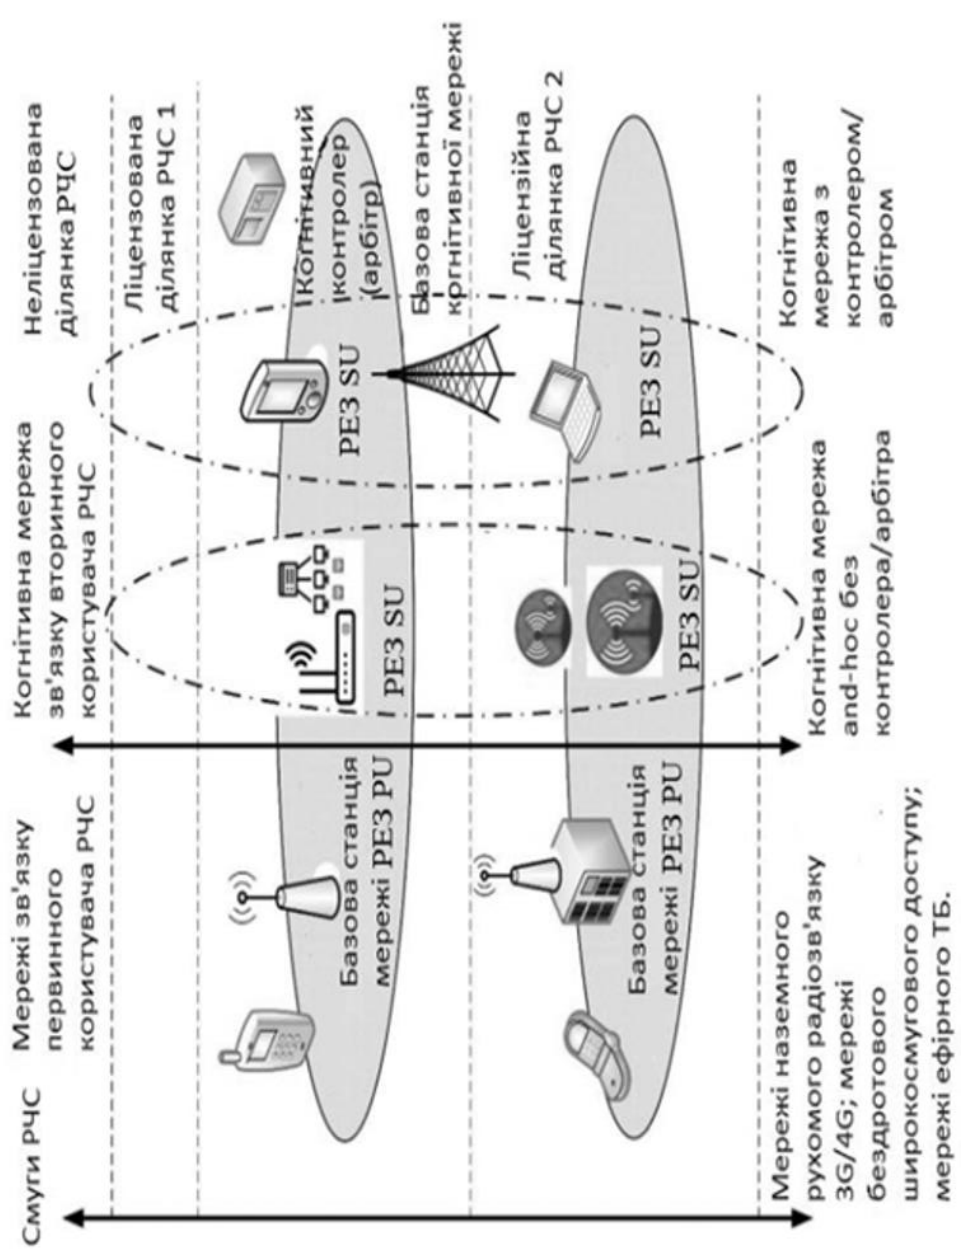 Смуги РЧС
Мережі зв'язку
первинного
користувача РЧС
Когнітивна мережа
зв'язку вторинного
користувача РЧС
Неліцензована
ділянка РЧС
Ліцензована
ділянка РЧС 1
Когнітивний
контролер
(арбітр)
Базова станція
когнітивної мережі
Ліцензійна
ділянка РЧС 2
Базова станція
мережі РЕЗ PU
РЕЗ SU
РЕЗ SU
Базова станція
мережі РЕЗ PU
РЕЗ SU
РЕЗ SU
Мережі наземного
рухомого радіозв'язку
3G/4G; мережі
бездротового
широкосмугового доступу;
мережі ефірного ТБ.
Когнітивна мережа
and-hoc без
контролера/арбітра
Когнітивна
мережа з
контролером/
арбітром